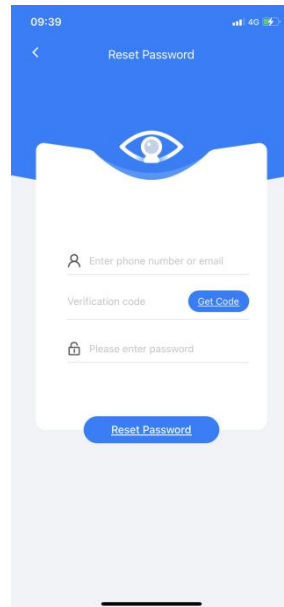 09:39
4G
Reset Password
Enter phone number or email
Verification code
Get Code
Please enter password
Reset Password